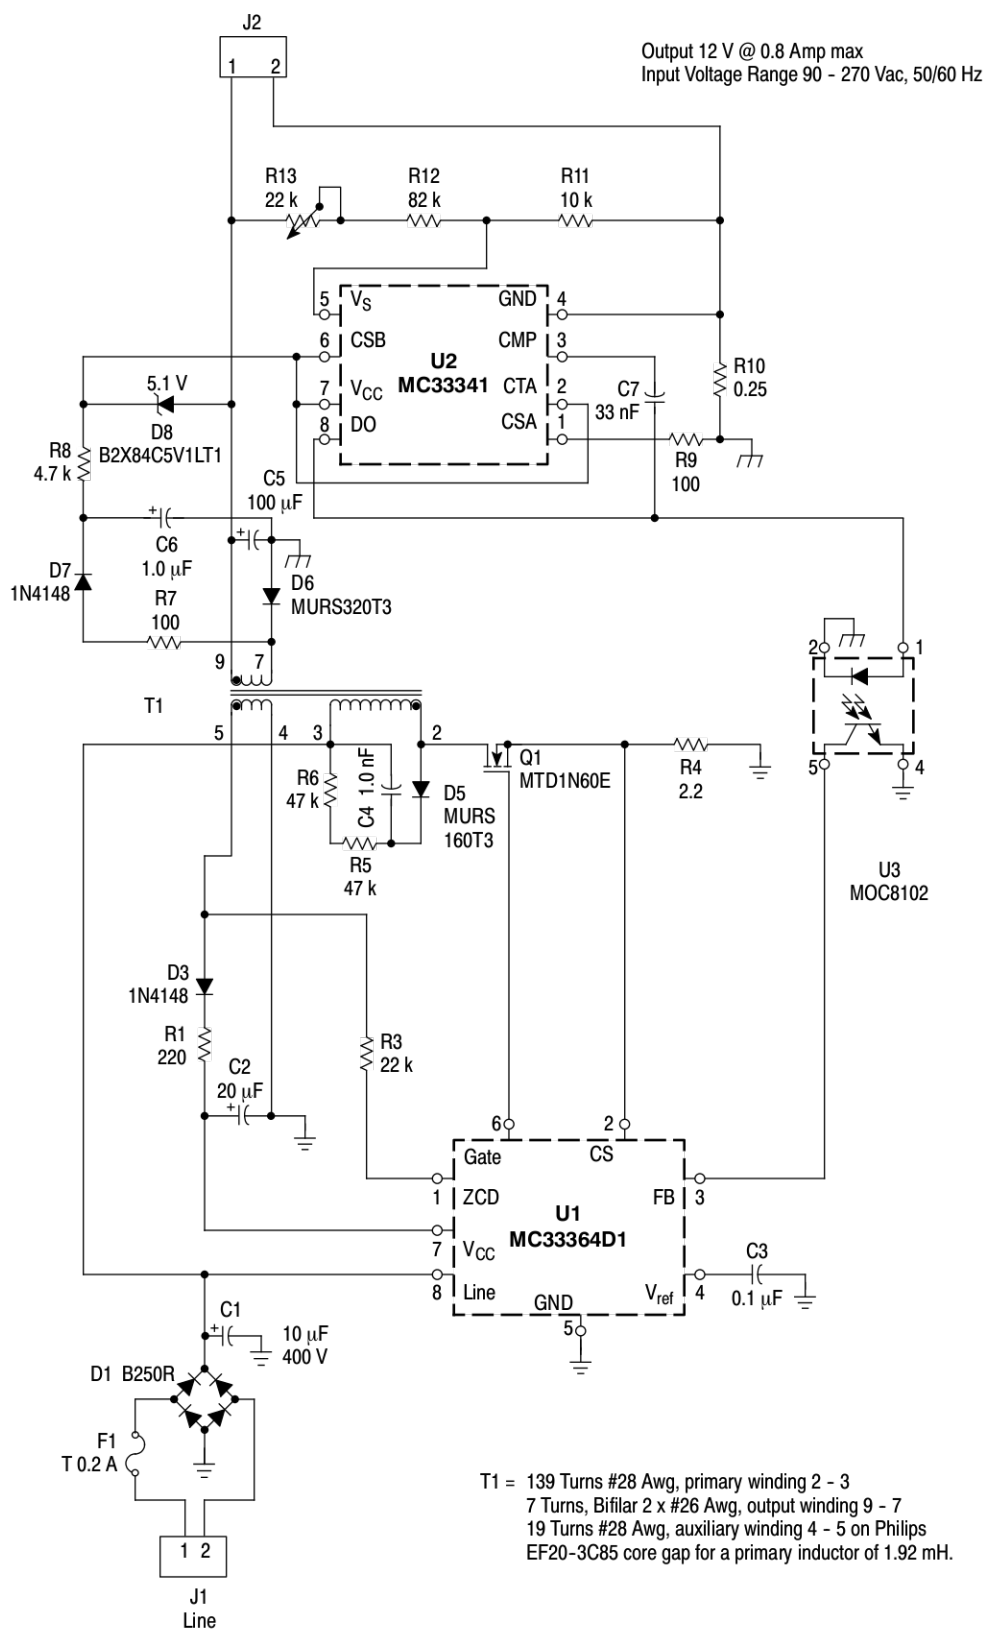 J2
1 2
Output 12 V @ 0.8 Amp max
Input Voltage Range 90 - 270 Vac, 50/60 Hz
R13
22 k
R12
82 k
R11
10 k
5 VS
GND 4
6 CSB
CMP 3
U2
MC33341
7 VCC
CTA 2
8 DO
CSA 1
C7
33 nF
R10
0.25
R9
100
5.1 V
D8
B2X84C5V1LT1
R8
4.7 k
C5
100 μF
+
C6
1.0 μF
+
D7
1N4148
R7
100
D6
MURS320T3
9 7
T1
5 4 3 2
R6
47 k
C4 1.0 nF
D5
MURS
160T3
R5
47 k
Q1
MTD1N60E
R4
2.2
2 1
5 4
U3
MOC8102
D3
1N4148
R1
220
C2
20 μF
+
R3
22 k
6 2
Gate CS
1 ZCD
FB 3
U1
MC33364D1
7 VCC
8 Line
Vref 4
GND
5
C3
0.1 μF
C1
+
10 μF
400 V
D1 B250R
F1
T 0.2 A
1 2
J1
Line
T1 = 139 Turns #28 Awg, primary winding 2 - 3
7 Turns, Bifilar 2 x #26 Awg, output winding 9 - 7
19 Turns #28 Awg, auxiliary winding 4 - 5 on Philips
EF20-3C85 core gap for a primary inductor of 1.92 mH.